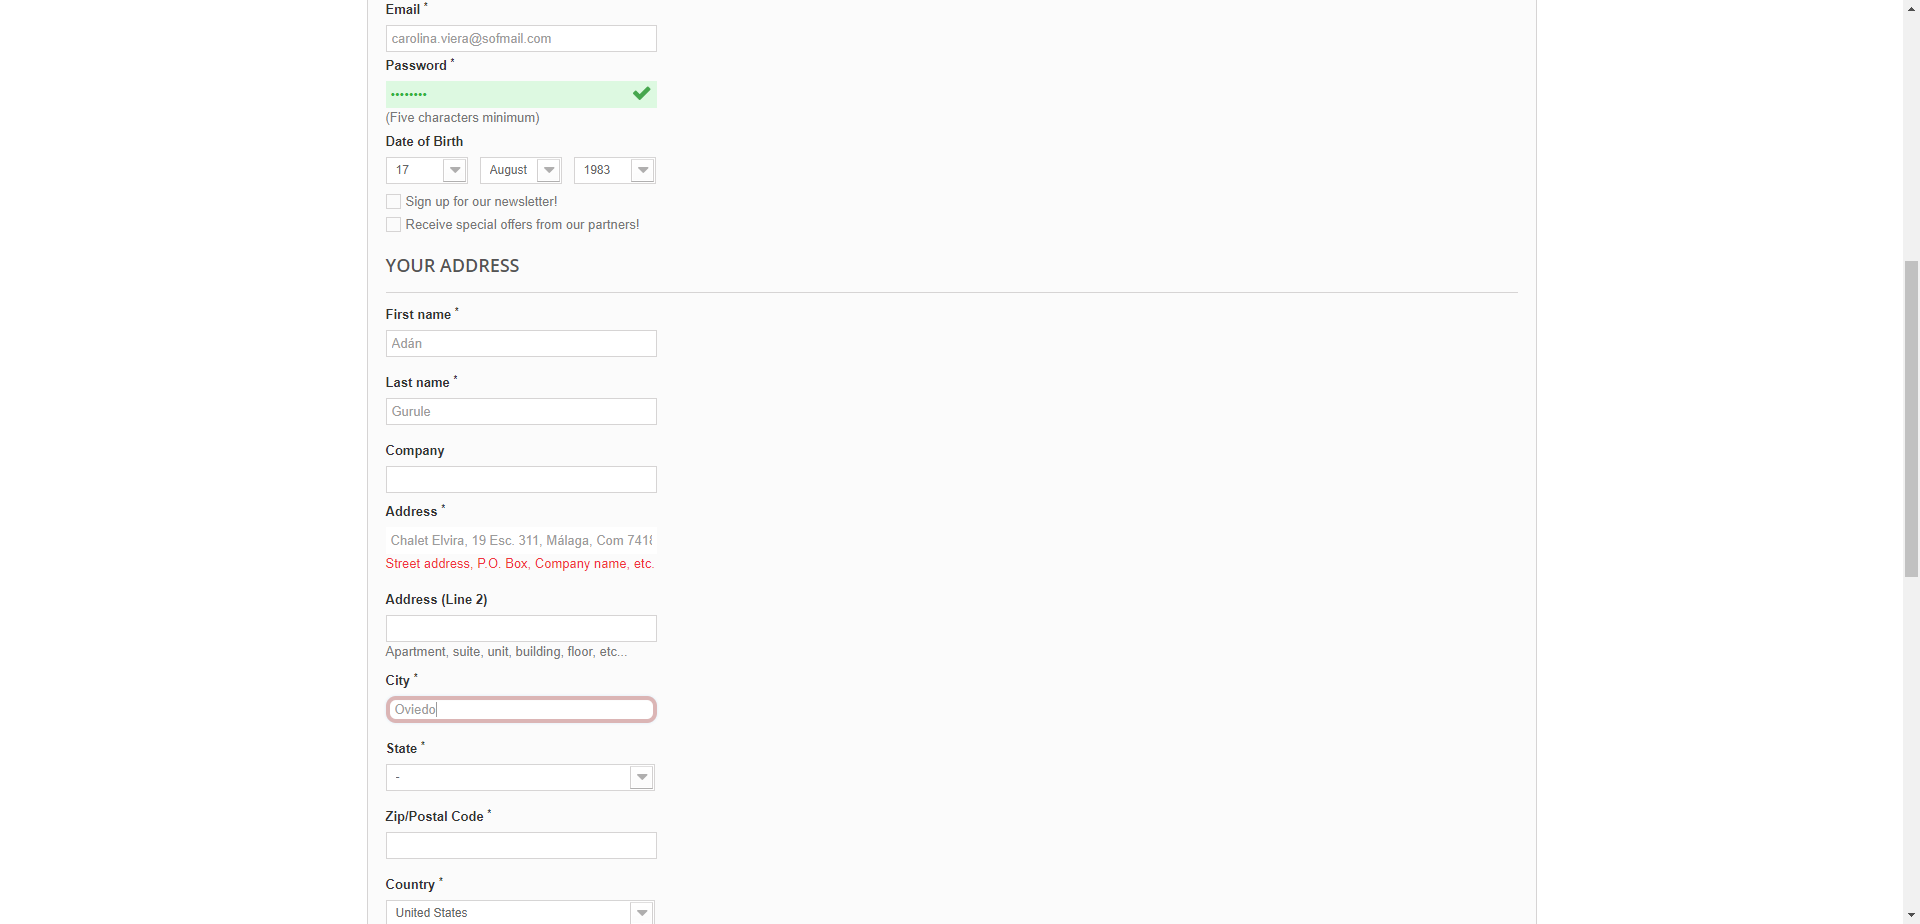 Email *
carolina.viera@sofmail.com
Password *
••••••••
(Five characters minimum)
Date of Birth
17 August 1983
Sign up for our newsletter!
Receive special offers from our partners!
YOUR ADDRESS
First name *
Adán
Last name *
Gurule
Company
Address *
Chalet Elvira, 19 Esc. 311, Málaga, Com 7418
Street address, P.O. Box, Company name, etc.
Address (Line 2)
Apartment, suite, unit, building, floor, etc...
City *
Oviedo
State *
-
Zip/Postal Code *
Country *
United States